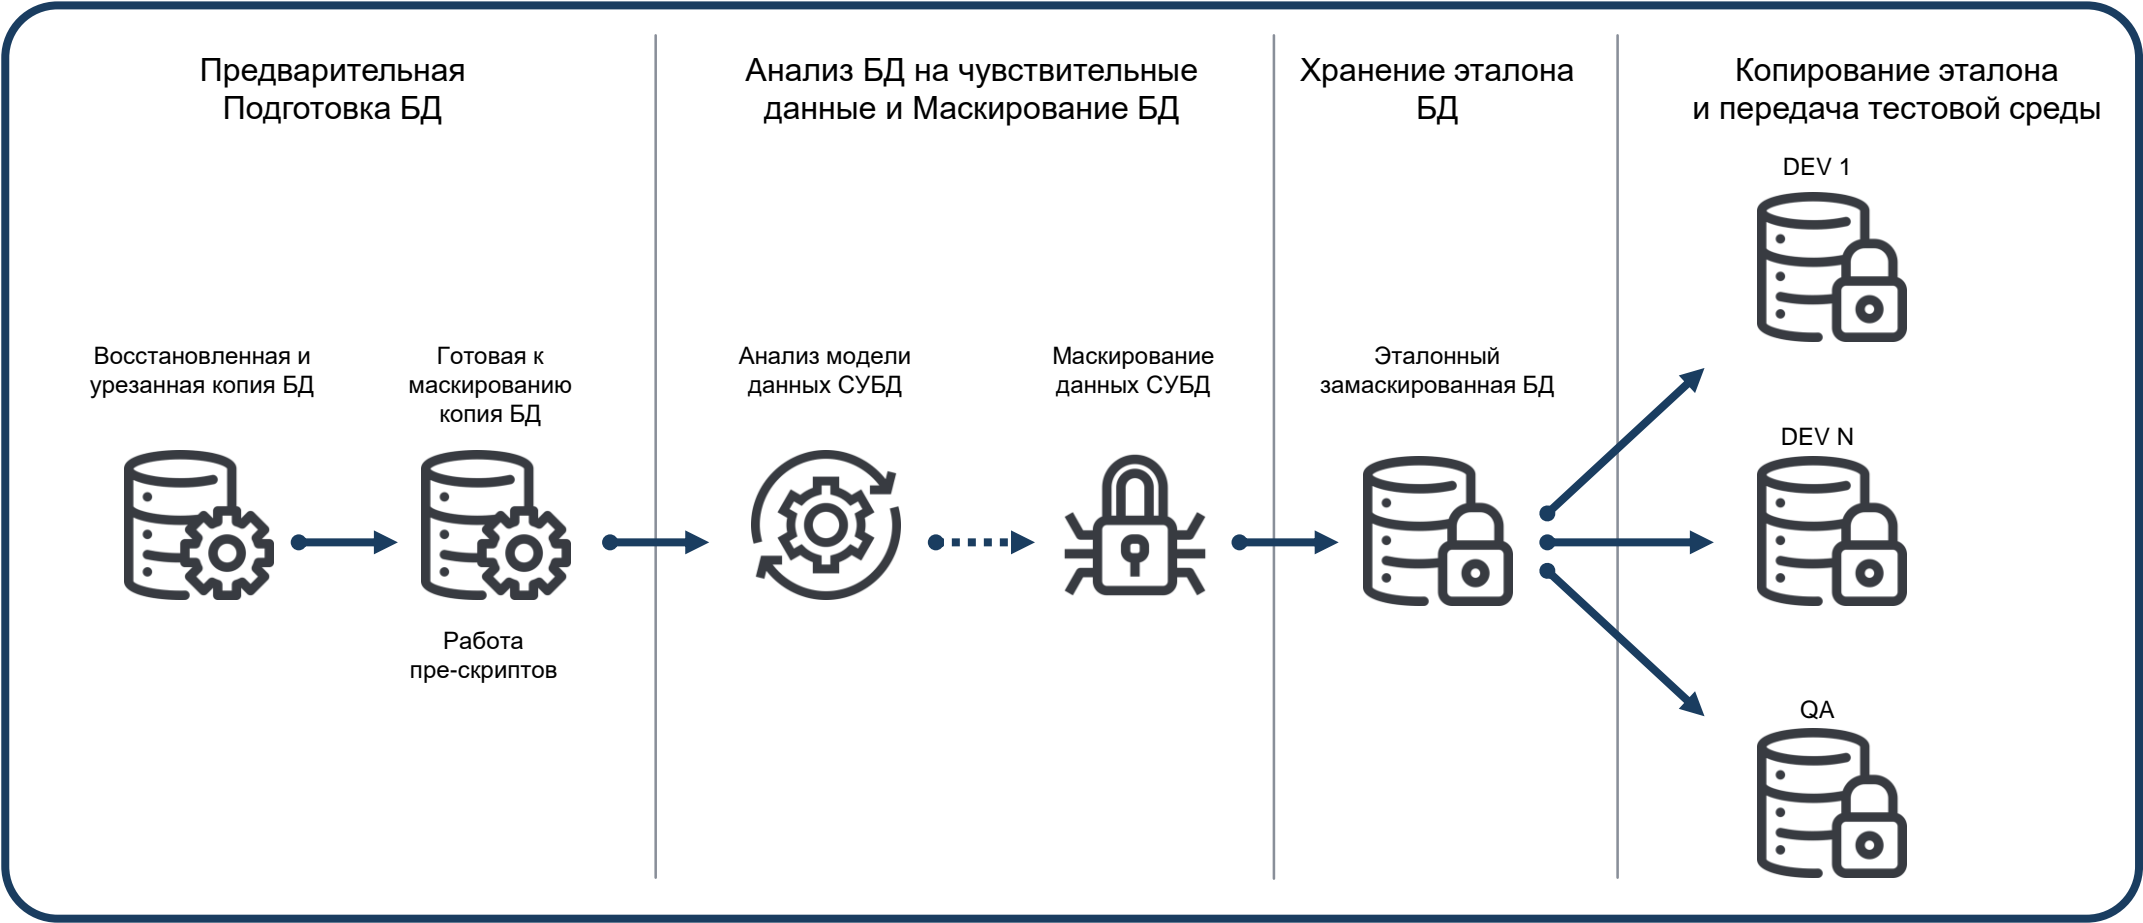 Предварительная
Подготовка БД
Анализ БД на чувствительные
данные и Маскирование БД
Хранение эталона
БД
Копирование эталона
и передача тестовой среды
Восстановленная и
урезанная копия БД
Готовая к
маскированию
копия БД
Работа
пре-скриптов
Анализ модели
данных СУБД
Маскирование
данных СУБД
Эталонный
замаскированная БД
DEV 1
DEV N
QA